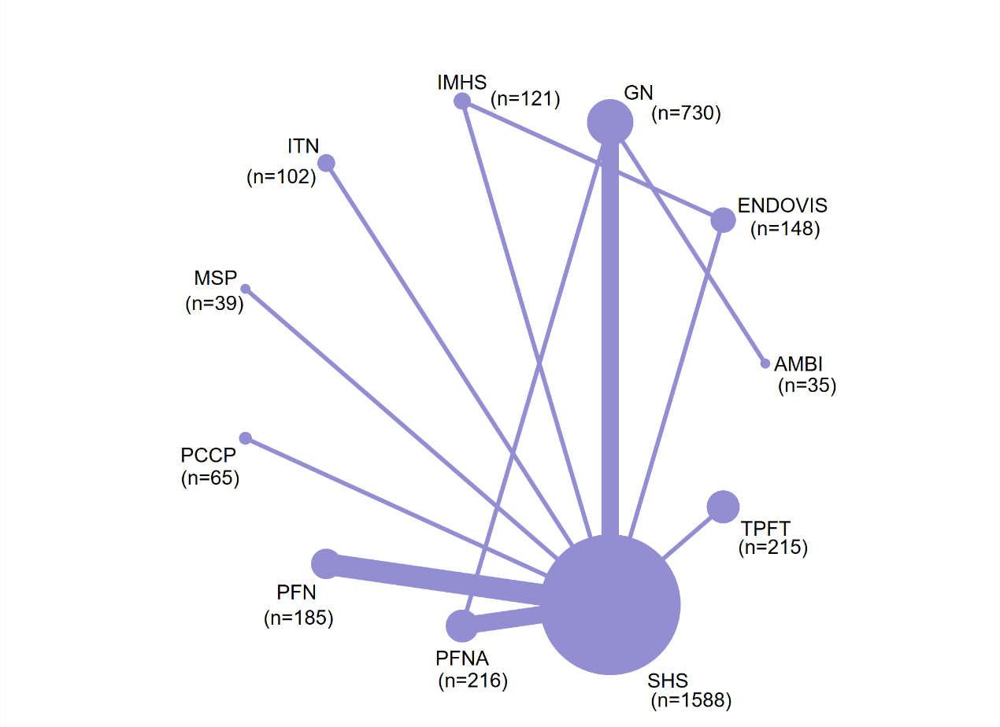 IMHS
(n=121)
GN
(n=730)
ITN
(n=102)
ENDOVIS
(n=148)
MSP
(n=39)
AMBI
(n=35)
PCCP
(n=65)
TPFT
(n=215)
PFN
(n=185)
PFNA
(n=216)
SHS
(n=1588)